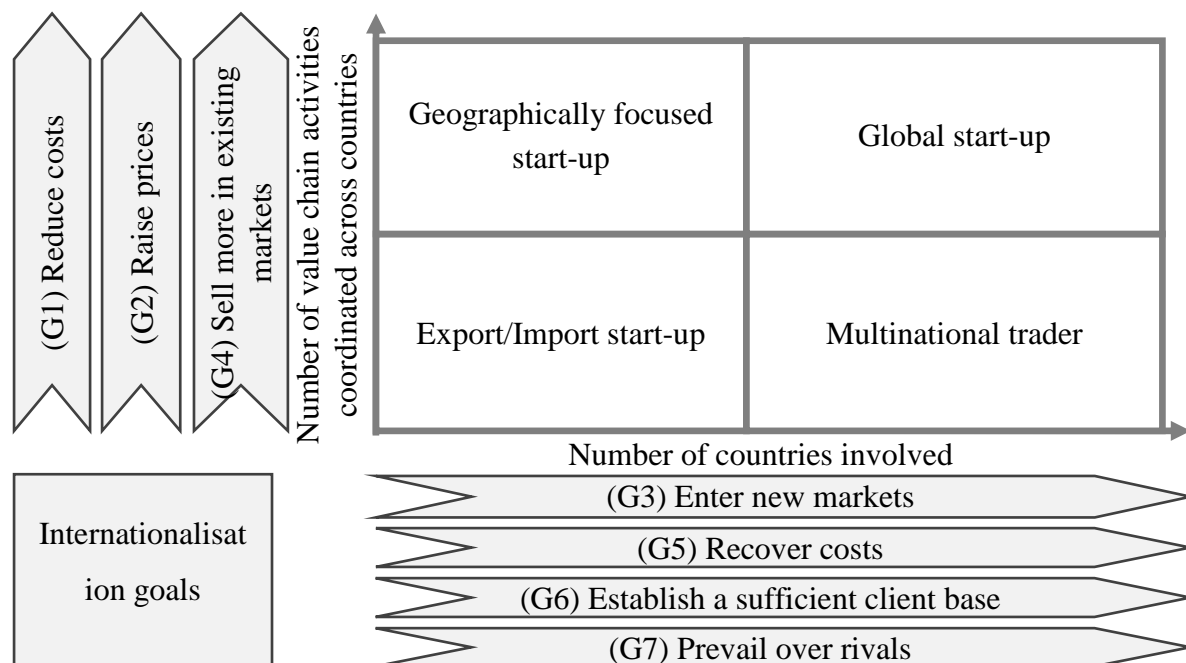 (G1) Reduce costs
(G2) Raise prices
(G4) Sell more in existing
markets
Number of value chain activities
coordinated across countries
Geographically focused
start-up
Global start-up
Export/Import start-up
Multinational trader
Number of countries involved
(G3) Enter new markets
(G5) Recover costs
(G6) Establish a sufficient client base
(G7) Prevail over rivals
Internationalisat
ion goals